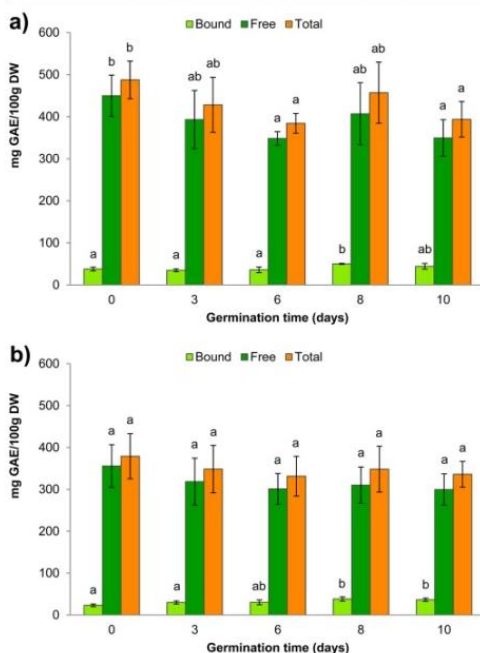 a)
Bound Free Total
mg GAE/100g DW
600
500
400
300
200
100
0
b b
ab ab
a a
ab ab
a a
a
a
a
b
ab
0 3 6 8 10
Germination time (days)
b)
Bound Free Total
mg GAE/100g DW
600
500
400
300
200
100
0
a a
a a
a a
a a
a a
a
a
ab
b
b
0 3 6 8 10
Germination time (days)